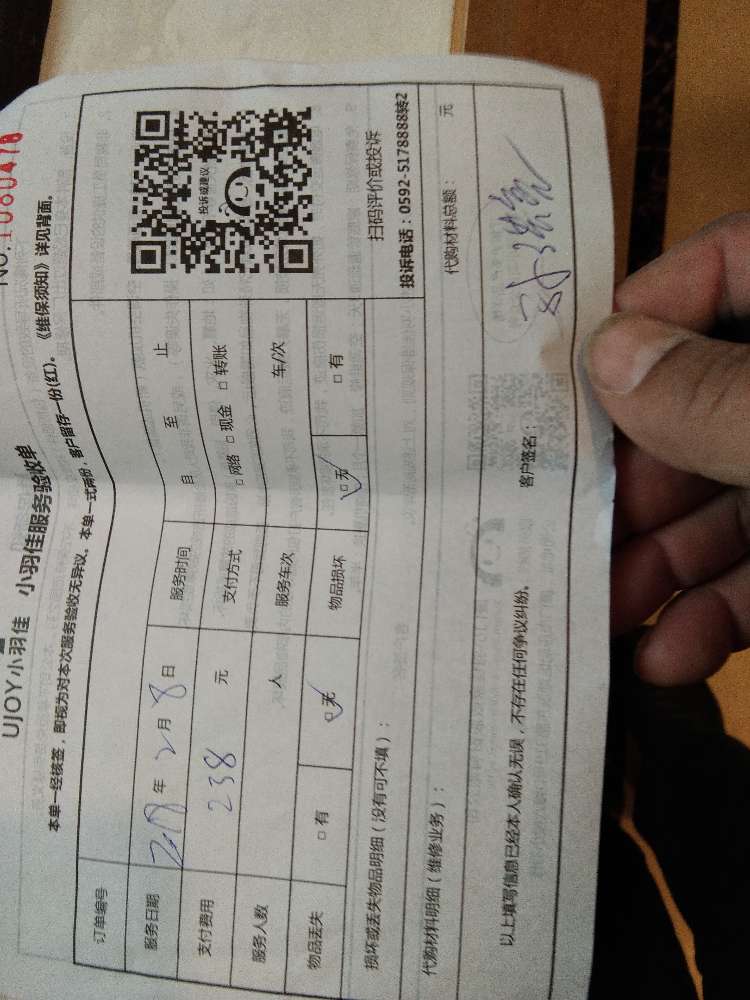 NO.1080418
UJOY小羽佳 小羽佳服务验收单
本单一经核签，即视为对本次服务验收无异议。本单一式两份，客户留存一份(红)。《维保须知》详见背面。
订单编号
服务日期 2018 年 2 月 8 日 服务时间 自 至 止
支付费用 238 元 支付方式 □ 网络 □ 现金 □ 转账
服务人数 人 服务车次 车/次
物品丢失 □ 有 □ 无 物品损坏 □ 无 □ 有
投诉或建议
扫码评价或投诉
投诉电话：0592-5178888转2
损坏或丢失物品明细（没有可不填）：
代购材料明细（维修业务）： 代购材料总额： 元
以上填写信息已经本人确认无误，不存在任何争议纠纷。 客户签名：